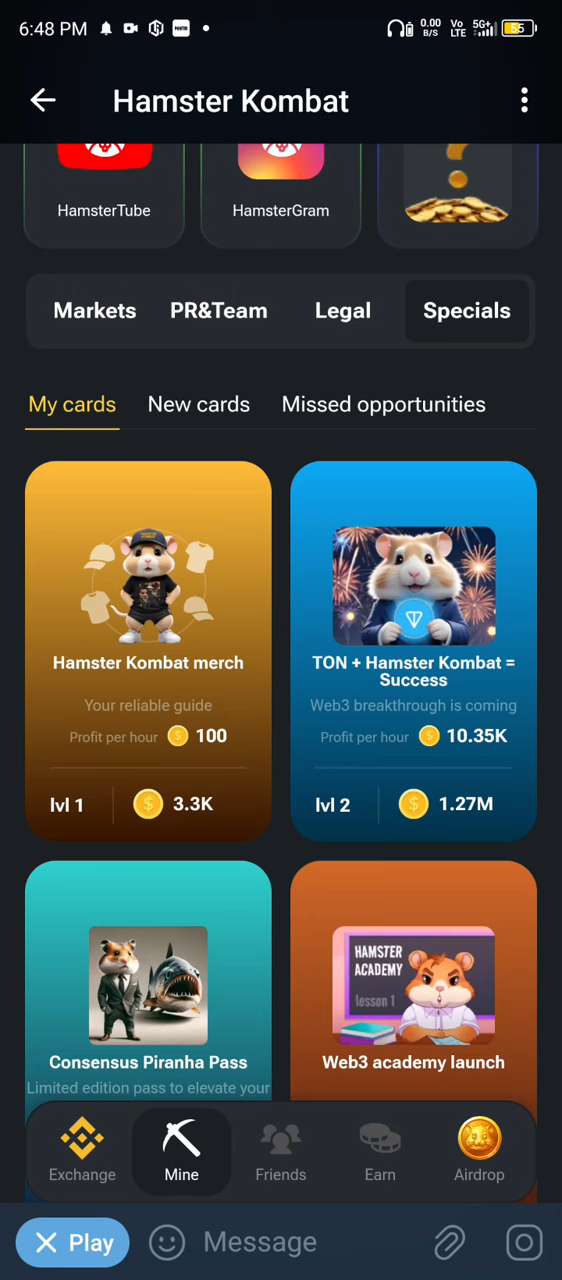 6:48 PM
0.00 B/S
Vo LTE
5G+
55
Hamster Kombat
HamsterTube
HamsterGram
Markets
PR&Team
Legal
Specials
My cards
New cards
Missed opportunities
Hamster Kombat merch
Your reliable guide
Profit per hour 100
lvl 1
3.3K
TON + Hamster Kombat =
Success
Web3 breakthrough is coming
Profit per hour 10.35K
lvl 2
1.27M
Consensus Piranha Pass
Limited edition pass to elevate your
HAMSTER
ACADEMY
lesson 1
Web3 academy launch
Exchange
Mine
Friends
Earn
Airdrop
Play
Message